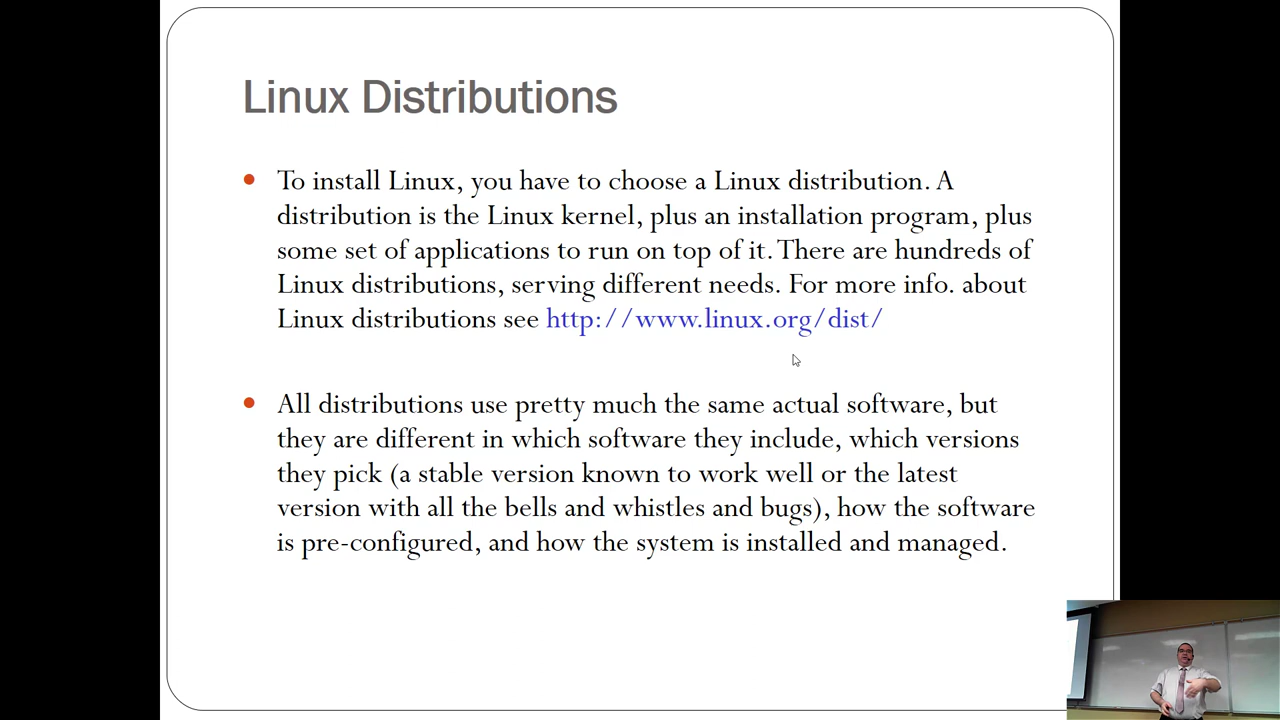 Linux Distributions
To install Linux, you have to choose a Linux distribution. A
distribution is the Linux kernel, plus an installation program, plus
some set of applications to run on top of it. There are hundreds of
Linux distributions, serving different needs. For more info. about
Linux distributions see http://www.linux.org/dist/
All distributions use pretty much the same actual software, but
they are different in which software they include, which versions
they pick (a stable version known to work well or the latest
version with all the bells and whistles and bugs), how the software
is pre-configured, and how the system is installed and managed.